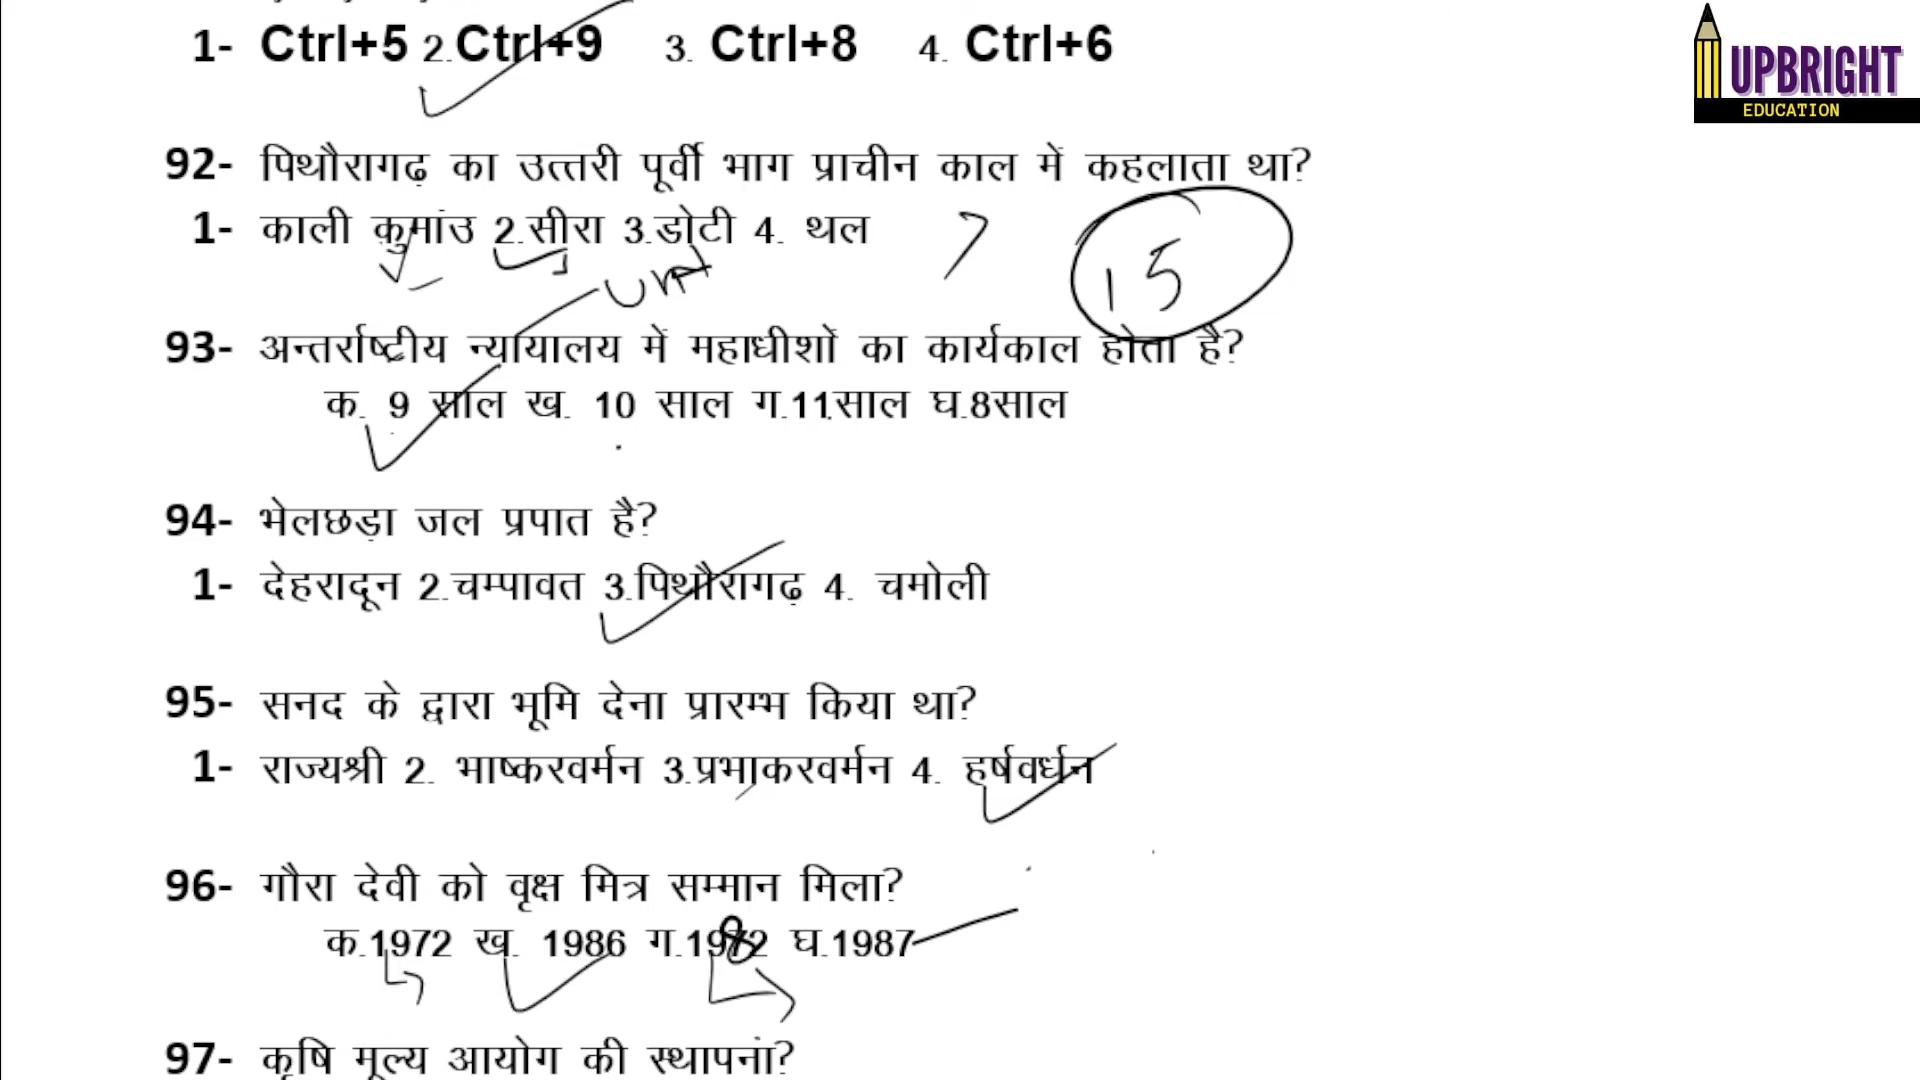 1- Ctrl+5 2.Ctrl+9 3. Ctrl+8 4. Ctrl+6
UPBRIGHT
EDUCATION
92- पिथौरागढ़ का उत्तरी पूर्वी भाग प्राचीन काल में कहलाता था?
1- काली कुमांउ 2.सीरा 3.डोटी 4. थल
15
93- अन्तर्राष्टीय न्यायालय में महाधीशों का कार्यकाल होता है?
क. 9 साल ख. 10 साल ग.11.साल घ.8साल
94- भेलछड़ा जल प्रपात है?
1- देहरादून 2.चम्पावत 3.पिथौरागढ़ 4. चमोली
95- सनद के द्वारा भूमि देना प्रारम्भ किया था?
1- राज्यश्री 2. भाष्करवर्मन 3.प्रभाकरवर्मन 4. हर्षवर्धन
96- गौरा देवी को वृक्ष मित्र सम्मान मिला?
क.1972 ख. 1986 ग.1972 घ.1987
97- कृषि मूल्य आयोग की स्थापना?